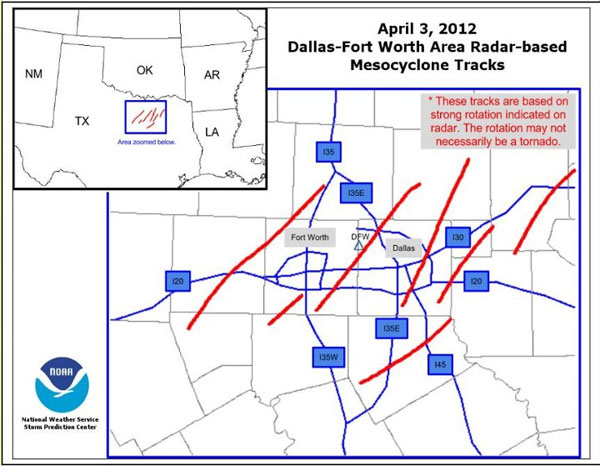 April 3, 2012
Dallas-Fort Worth Area Radar-based
Mesocyclone Tracks
NM
OK
AR
TX
LA
Area zoomed below.
* These tracks are based on
strong rotation indicated on
radar. The rotation may not
necessarily be a tornado.
I35
I35E
Fort Worth
DFW
Dallas
I30
I20
I20
I35E
I35W
I45
NOAA
National Weather Service
Storm Prediction Center